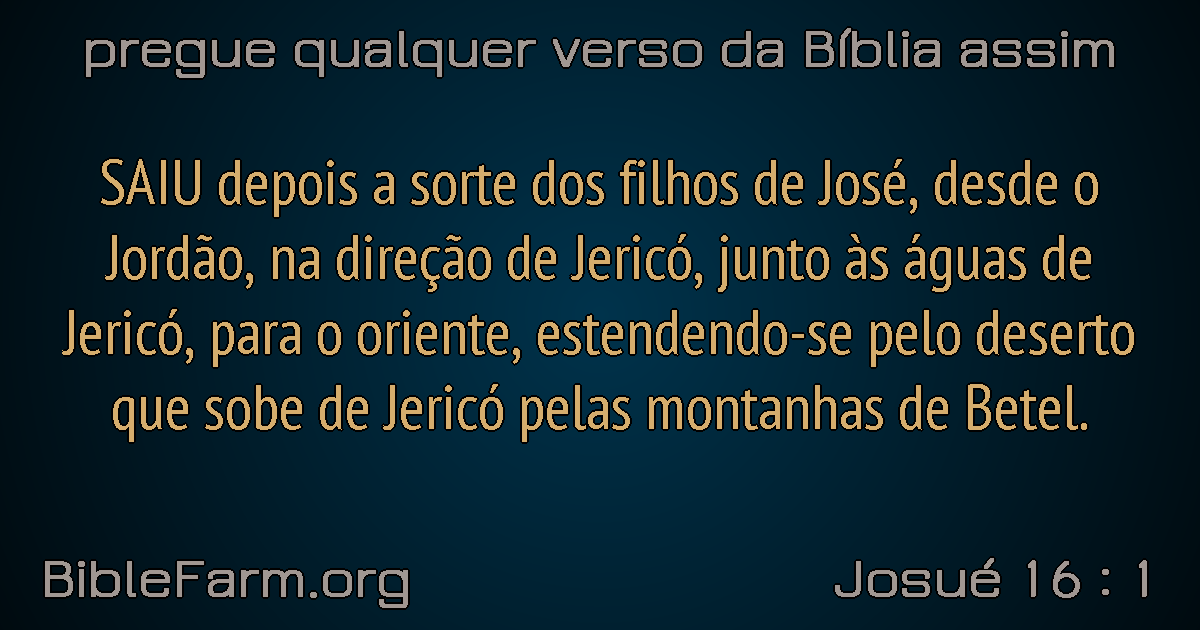 pregue qualquer verso da Bíblia assim
SAIU depois a sorte dos filhos de José, desde o
Jordão, na direção de Jericó, junto às águas de
Jericó, para o oriente, estendendo-se pelo deserto
que sobe de Jericó pelas montanhas de Betel.
BibleFarm.org
Josué 16 : 1